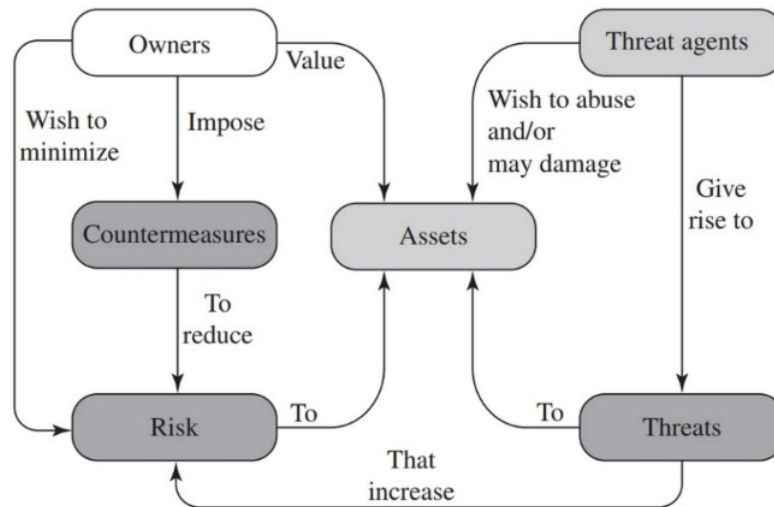 Owners
Threat agents
Value
Wish to
minimize
Impose
Wish to abuse
and/or
may damage
Give
rise to
Countermeasures
Assets
To
reduce
Risk
To
To
Threats
That
increase